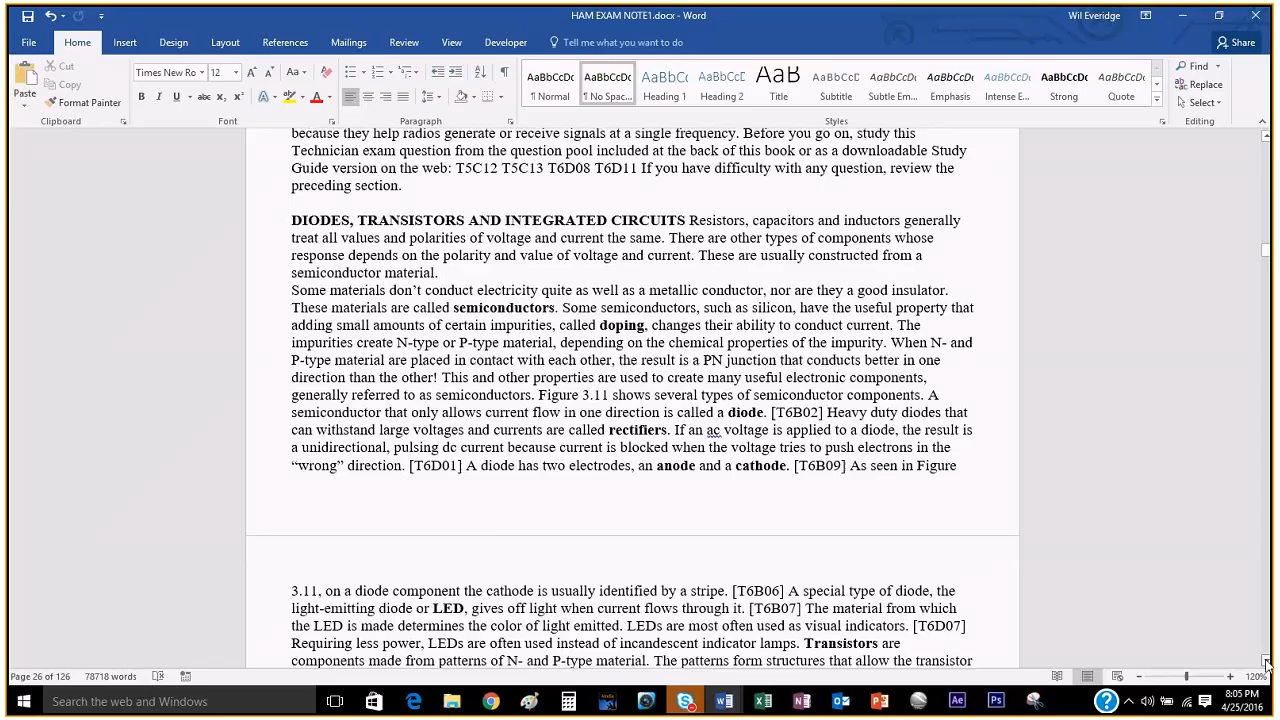 HAM EXAM NOTE1.docx - Word
Wil Everidge
File Home Insert Design Layout References Mailings Review View Developer Tell me what you want to do Share
Paste
Cut
Copy
Format Painter
Clipboard
Times New Ro 12
B I U abc x₂ x²
Font
Paragraph
AaBbCcDc AaBbCcDc AaBbCcDc AaBbCcDc AaB AaBbCcDc AaBbCcDc AaBbCcDc AaBbCcDc AaBbCcDc AaBbCcDc
¶ Normal ¶ No Spac... Heading 1 Heading 2 Title Subtitle Subtle Em... Emphasis Intense E... Strong Quote
Styles
Find
Replace
Select
Editing
because they help radios generate or receive signals at a single frequency. Before you go on, study this
Technician exam question from the question pool included at the back of this book or as a downloadable Study
Guide version on the web: T5C12 T5C13 T6D08 T6D11 If you have difficulty with any question, review the
preceding section.
DIODES, TRANSISTORS AND INTEGRATED CIRCUITS Resistors, capacitors and inductors generally
treat all values and polarities of voltage and current the same. There are other types of components whose
response depends on the polarity and value of voltage and current. These are usually constructed from a
semiconductor material.
Some materials don’t conduct electricity quite as well as a metallic conductor, nor are they a good insulator.
These materials are called semiconductors. Some semiconductors, such as silicon, have the useful property that
adding small amounts of certain impurities, called doping, changes their ability to conduct current. The
impurities create N-type or P-type material, depending on the chemical properties of the impurity. When N- and
P-type material are placed in contact with each other, the result is a PN junction that conducts better in one
direction than the other! This and other properties are used to create many useful electronic components,
generally referred to as semiconductors. Figure 3.11 shows several types of semiconductor components. A
semiconductor that only allows current flow in one direction is called a diode. [T6B02] Heavy duty diodes that
can withstand large voltages and currents are called rectifiers. If an ac voltage is applied to a diode, the result is
a unidirectional, pulsing dc current because current is blocked when the voltage tries to push electrons in the
“wrong” direction. [T6D01] A diode has two electrodes, an anode and a cathode. [T6B09] As seen in Figure
3.11, on a diode component the cathode is usually identified by a stripe. [T6B06] A special type of diode, the
light-emitting diode or LED, gives off light when current flows through it. [T6B07] The material from which
the LED is made determines the color of light emitted. LEDs are most often used as visual indicators. [T6D07]
Requiring less power, LEDs are often used instead of incandescent indicator lamps. Transistors are
components made from patterns of N- and P-type material. The patterns form structures that allow the transistor
Page 26 of 126 78718 words 120%
Search the web and Windows
8:05 PM
4/25/2016